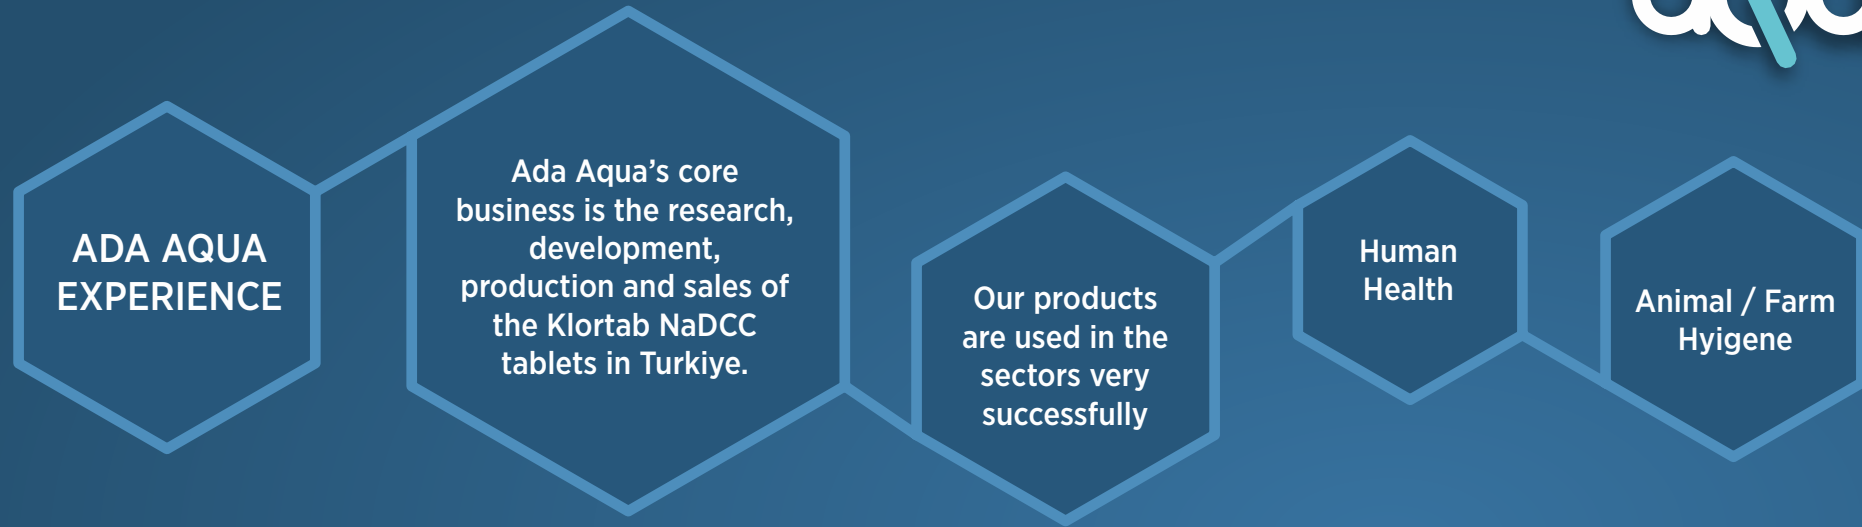 ADA AQUA
EXPERIENCE
Ada Aqua’s core
business is the research,
development,
production and sales of
the Klortab NaDCC
tablets in Turkiye.
Our products
are used in the
sectors very
successfully
Human
Health
Animal / Farm
Hyigene